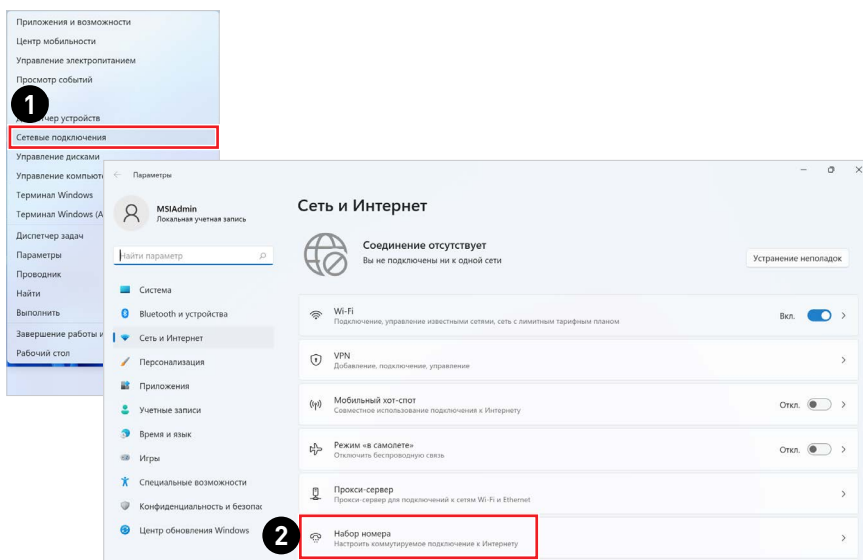 Приложения и возможности
Центр мобильности
Управление электропитанием
Просмотр событий
1
устройств
Сетевые подключения
Управление дисками
Управление
Терминал Windows
Терминал Windows (А
Диспетчер задач
Параметры
Проводник
Найти
Выполнить
Завершение работы и
Рабочий стол
Параметры
MSIAdmin
Локальная учетная запись
Найти параметр
Система
Bluetooth и устройства
Сеть и Интернет
Персонализация
Приложения
Учетные записи
Время и язык
Игры
Специальные возможности
Конфиденциальность и безопас
Центр обновления Windows
Сеть и Интернет
Соединение отсутствует
Вы не подключены ни к одной сети
Устранение неполадок
Wi-Fi
Подключение, управление известными сетями, сеть с лимитным тарифным планом
Вкл.
VPN
Добавление, подключение, управление
Мобильный хот-спот
Совместное использование подключения к Интернету
Откл.
Режим «в самолете»
Отключить беспроводную связь
Откл.
Прокси-сервер
Прокси-сервер для подключений к сетям Wi-Fi и Ethernet
2
Набор номера
Настроить коммутируемое подключение к Интернету